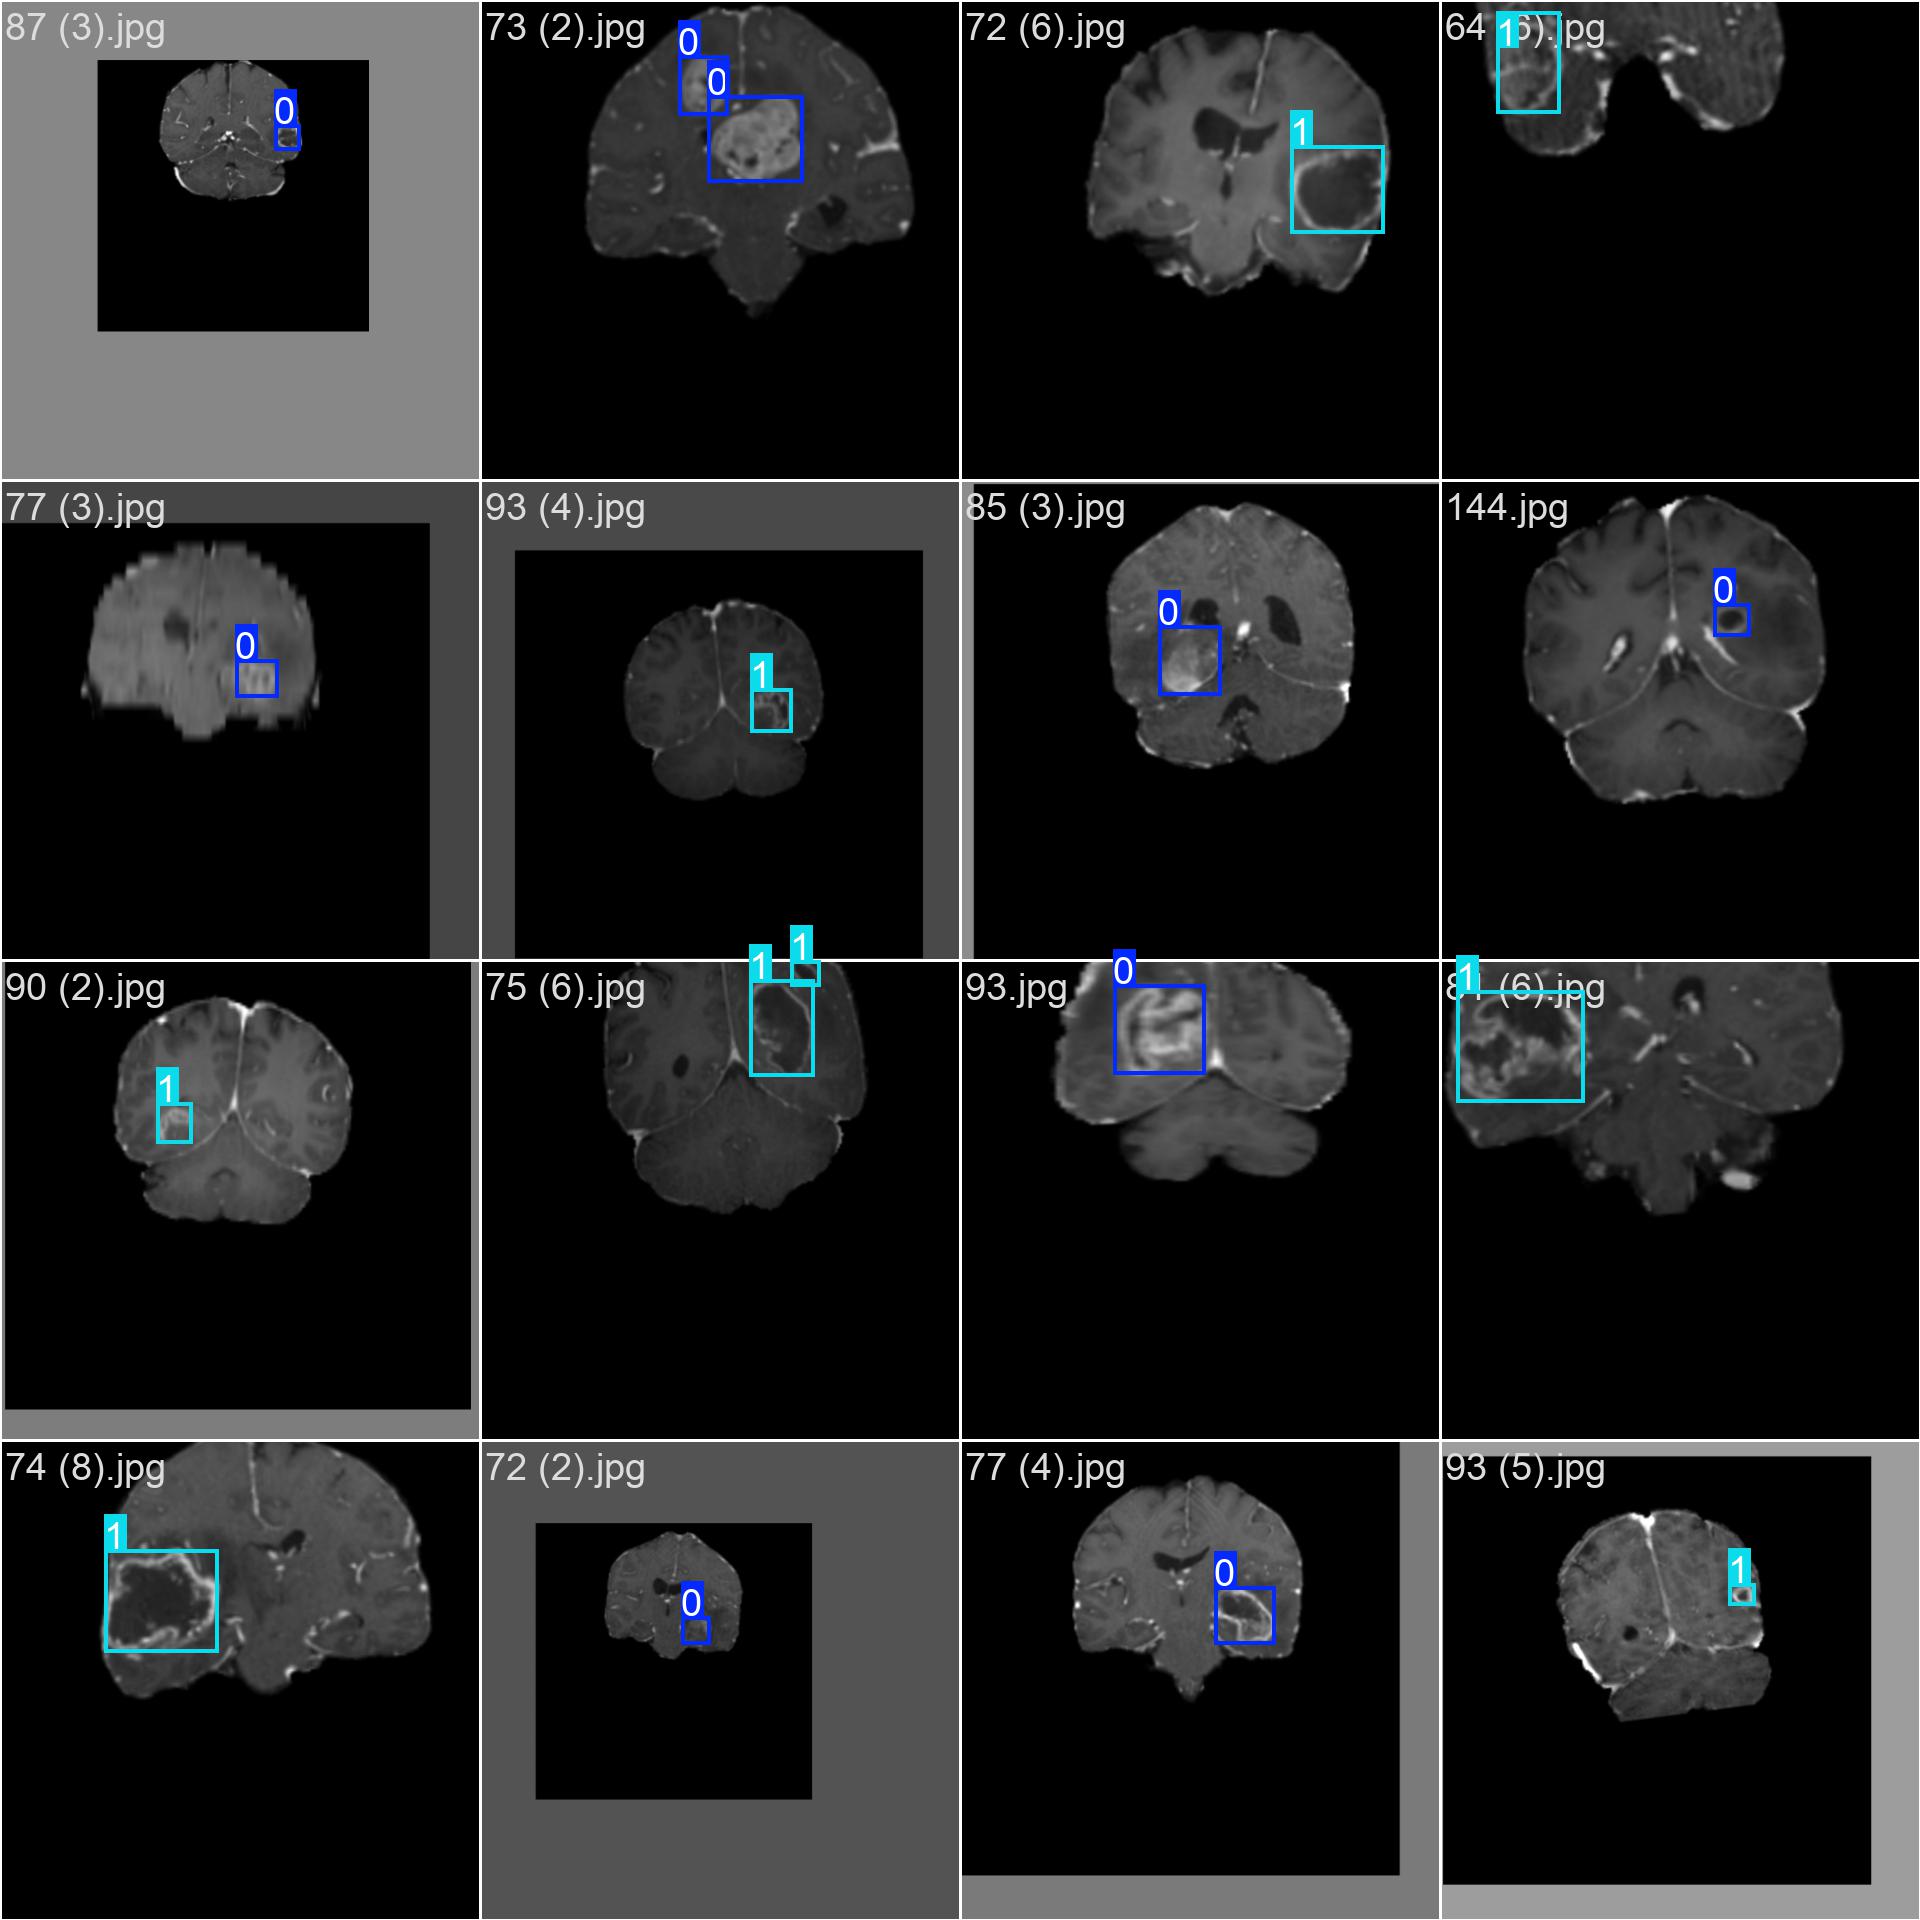 87 (3).jpg
0
73 (2).jpg
0
0
72 (6).jpg
1
64 (6).jpg
1
77 (3).jpg
0
93 (4).jpg
1
85 (3).jpg
0
144.jpg
0
90 (2).jpg
1
75 (6).jpg
1
1
93.jpg
0
(6).jpg
1
74 (8).jpg
1
72 (2).jpg
0
77 (4).jpg
0
93 (5).jpg
1